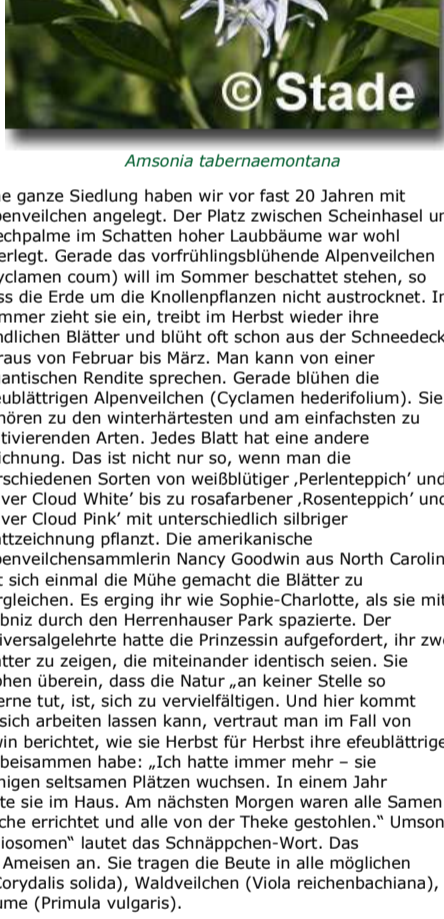 © Stade
Amsonia tabernaemontana
ganze Siedlung haben wir vor fast 20 Jahren mit
penveilchen angelegt. Der Platz zwischen Scheinhasel un
echpalme im Schatten hoher Laubbäume war wohl
erlegt. Gerade das vorfrühlingsblühende Alpenveilchen
yclamen coum) will im Sommer beschattet stehen, so
ss die Erde um die Knollenpflanzen nicht austrocknet. In
mmer zieht sie ein, treibt im Herbst wieder ihre
ndlichen Blätter und blüht oft schon aus der Schneedeck
raus von Februar bis März. Man kann von einer
gantischen Rendite sprechen. Gerade blühen die
eublättrigen Alpenveilchen (Cyclamen hederifolium). Sie
hören zu den winterhärtesten und am einfachsten zu
tivierenden Arten. Jedes Blatt hat eine andere
ichnung. Das ist nicht nur so, wenn man die
rschiedenen Sorten von weißblütiger ‚Perlenteppich’ und
ver Cloud White’ bis zu rosafarbener ‚Rosenteppich’ und
ver Cloud Pink’ mit unterschiedlich silbriger
attzeichnung pflanzt. Die amerikanische
penveilchensammlerin Nancy Goodwin aus North Carolin
t sich einmal die Mühe gemacht die Blätter zu
rgleichen. Es erging ihr wie Sophie-Charlotte, als sie mit
ibniz durch den Herrenhauser Park spazierte. Der
iversalgelehrte hatte die Prinzessin aufgefordert, ihr zwe
ätter zu zeigen, die miteinander identisch seien. Sie
ohen überein, dass die Natur „an keiner Stelle so
erne tut, ist, sich zu vervielfältigen. Und hier kommt
sich arbeiten lassen kann, vertraut man im Fall von
win berichtet, wie sie Herbst für Herbst ihre efeublättrige
beisammen habe: „Ich hatte immer mehr – sie
nigen seltsamen Plätzen wuchsen. In einem Jahr
te sie im Haus. Am nächsten Morgen waren alle Samen
che errichtet und alle von der Theke gestohlen.“ Umson
iosomen“ lautet das Schnäppchen-Wort. Das
Ameisen an. Sie tragen die Beute in alle möglichen
Corydalis solida), Waldveilchen (Viola reichenbachiana),
ume (Primula vulgaris).